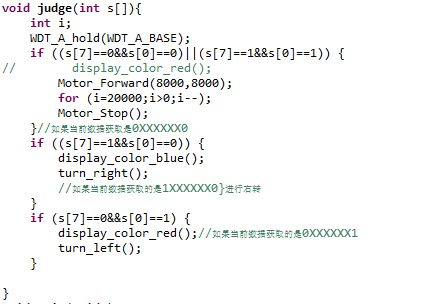 void judge(int s[]){
    int i;
    WDT_A_hold(WDT_A_BASE);
    if ((s[7]==0&&s[0]==0)||(s[7]==1&&s[0]==1)) {
//        display_color_red();
        Motor_Forward(8000,8000);
        for (i=20000;i>0;i--);
        Motor_Stop();
    }//如果当前数据获取是0XXXXXX0
    if ((s[7]==1&&s[0]==0)) {
        display_color_blue();
        turn_right();
        //如果当前数据获取的是1XXXXXX0}进行右转
    }
    if (s[7]==0&&s[0]==1) {
        display_color_red();//如果当前数据获取的是0XXXXXX1
        turn_left();
    }
}